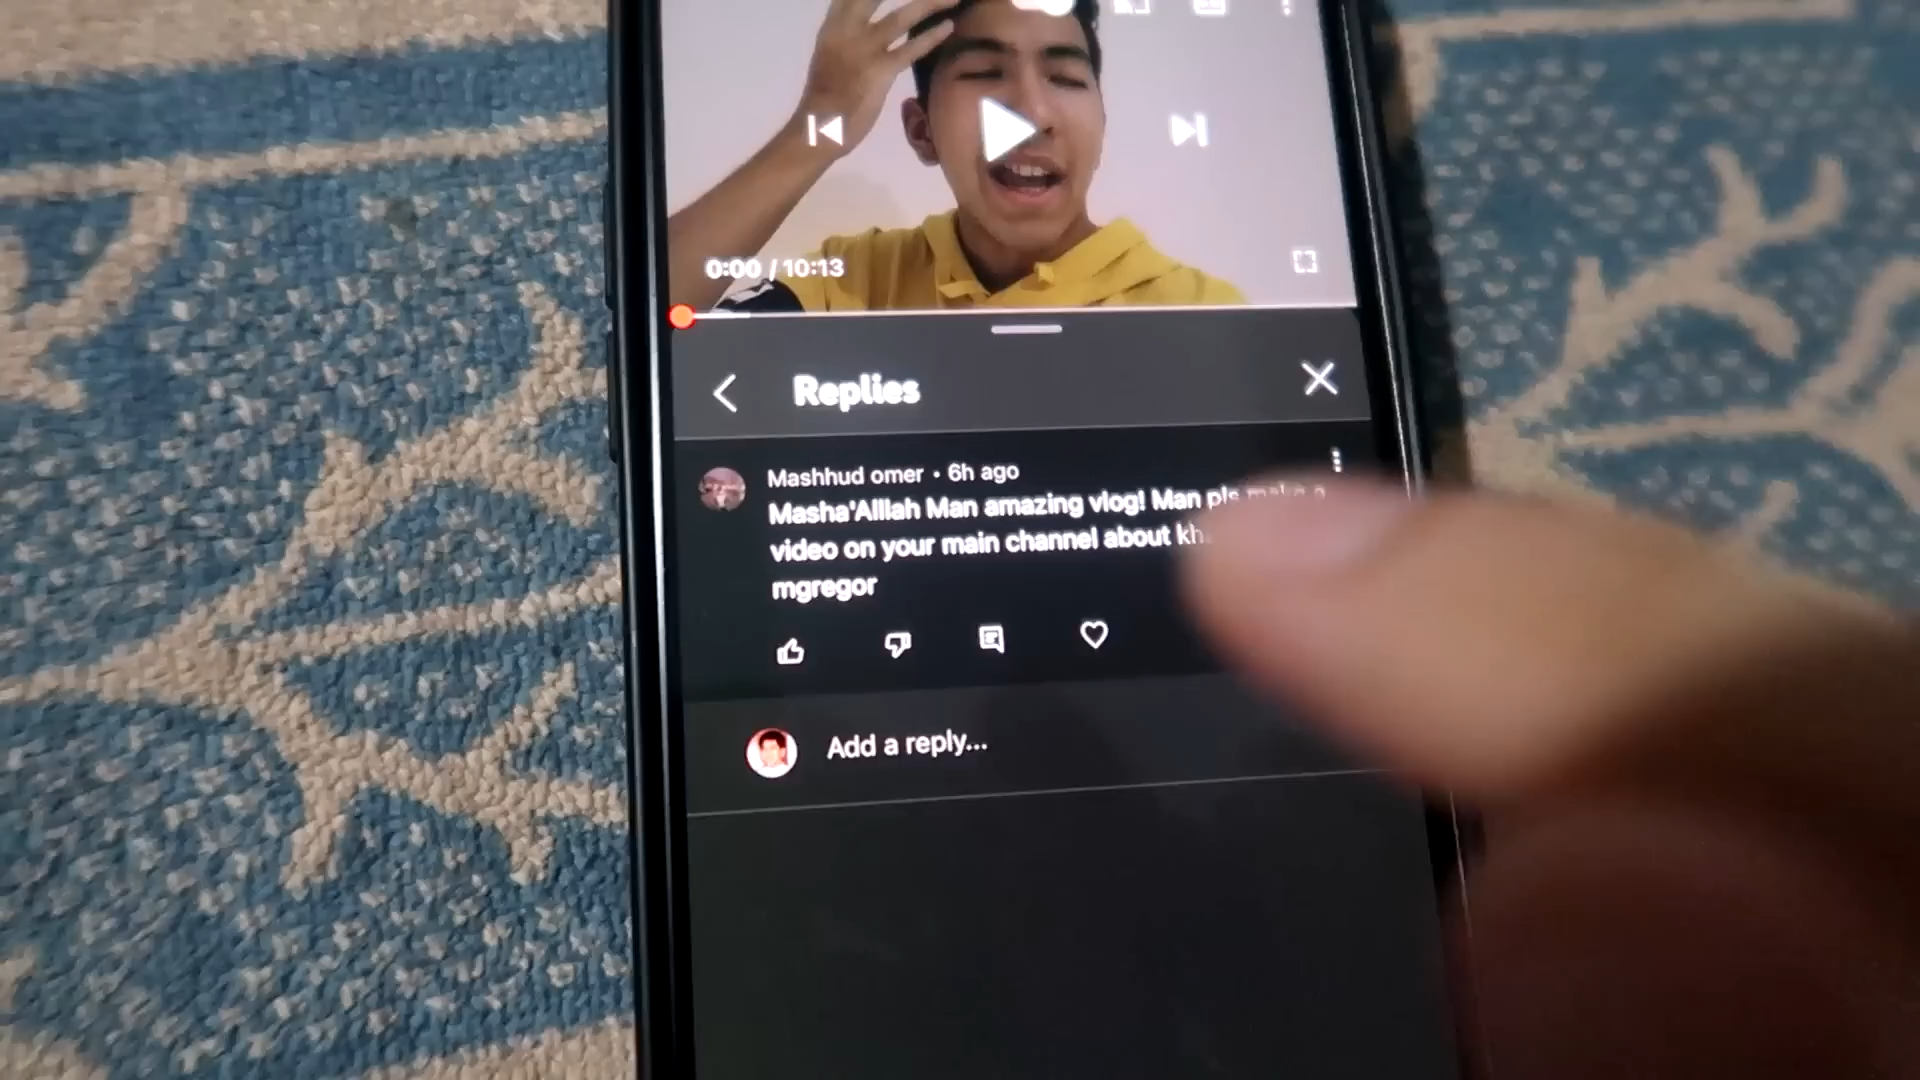 0:00 / 10:13
Replies
Mashhud omer • 6h ago
Masha'Alllah Man amazing vlog! Man pls make a
video on your main channel about
mgregor
Add a reply...